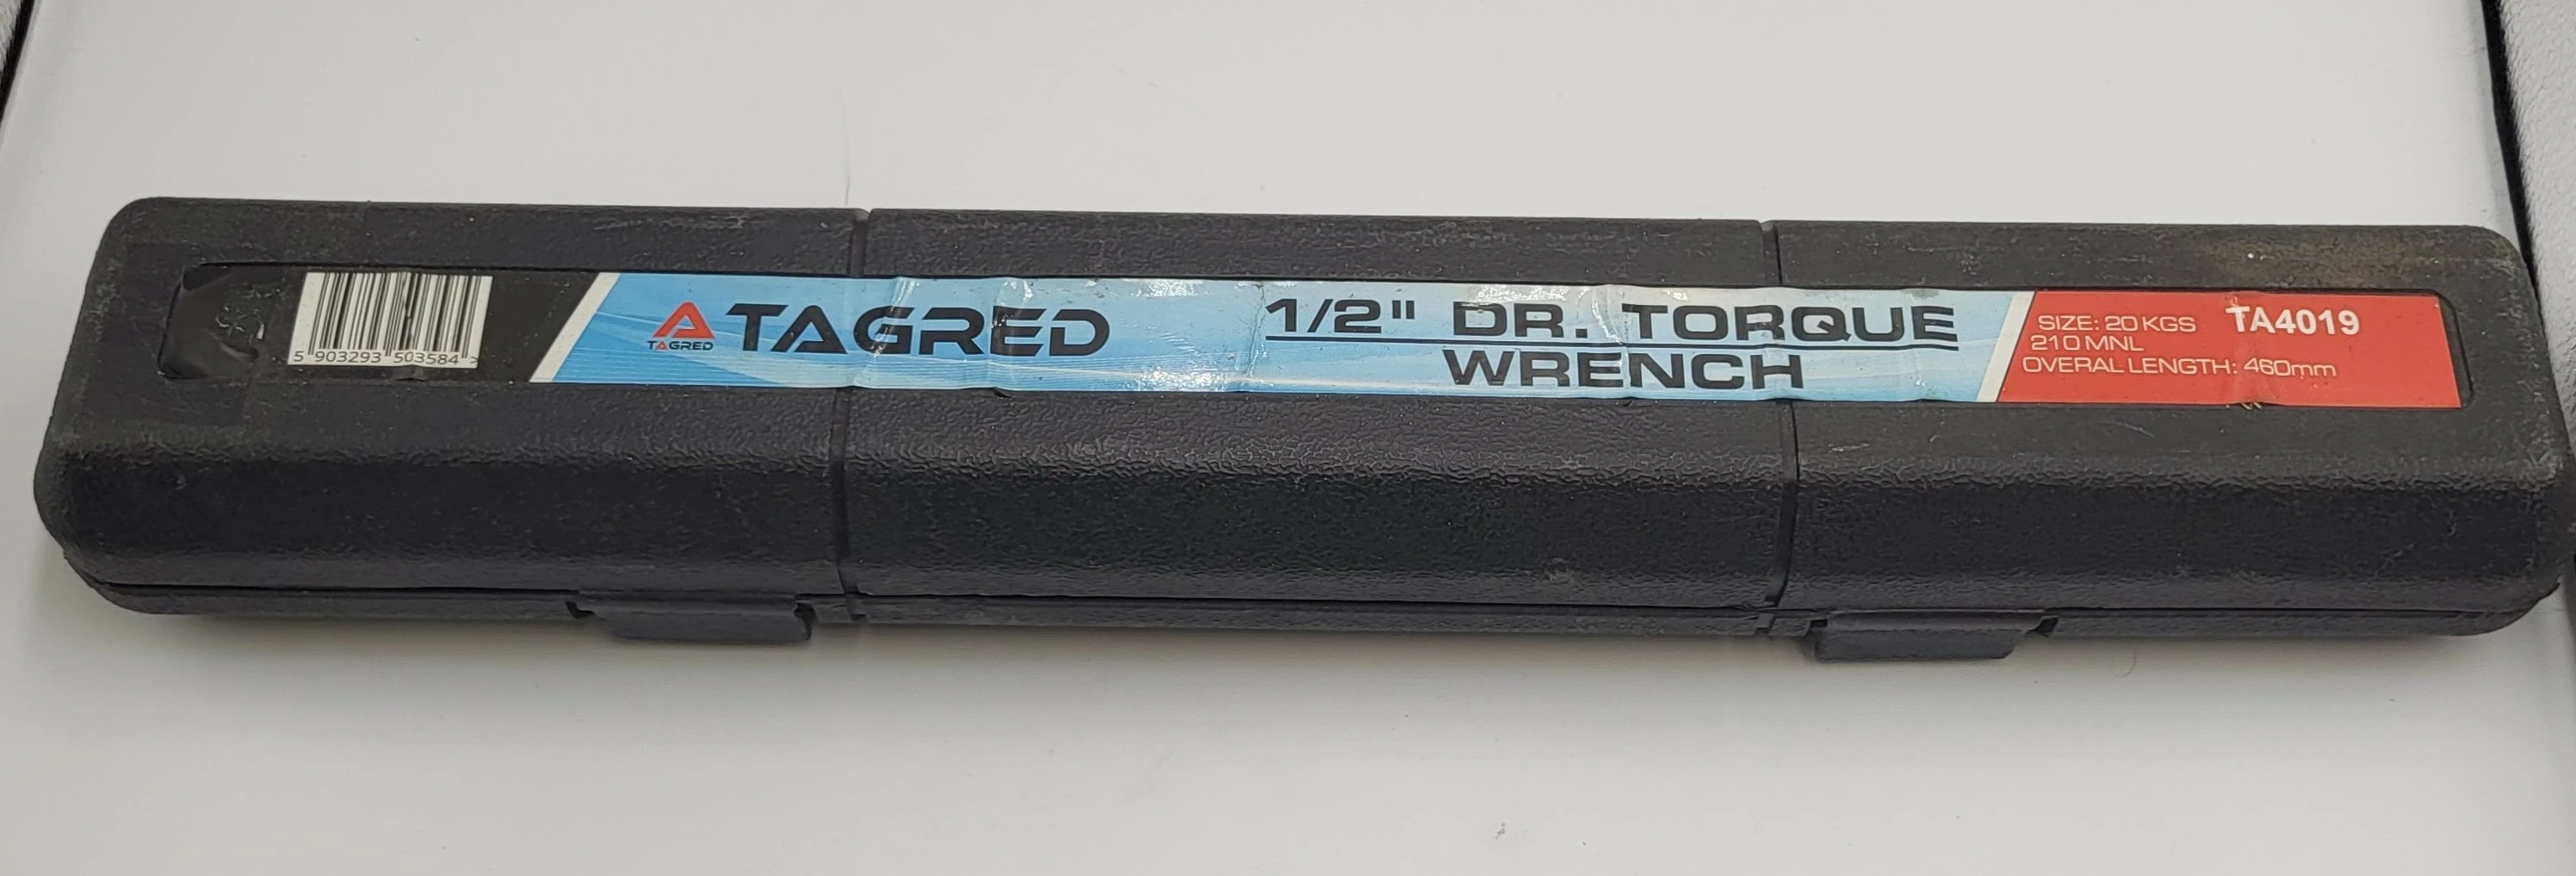 5 903293 503584 >
TAGRED
TAGRED
1/2" DR. TORQUE
WRENCH
SIZE: 20 KGS
210 MNL
OVERAL LENGTH: 460mm
TA4019